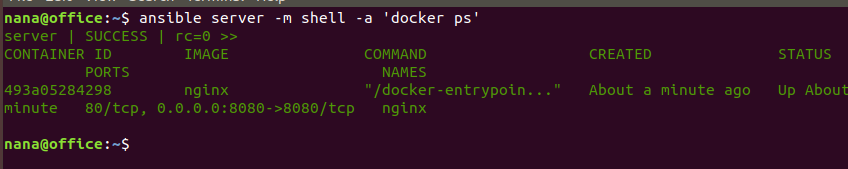 nana@office:~$ ansible server -m shell -a 'docker ps'
server | SUCCESS | rc=0 >>
CONTAINER ID        IMAGE               COMMAND                  CREATED             STATUS
          PORTS                            NAMES
493a05284298        nginx               "/docker-entrypoin..."   About a minute ago   Up About
minute   80/tcp, 0.0.0.0:8080->8080/tcp   nginx
nana@office:~$